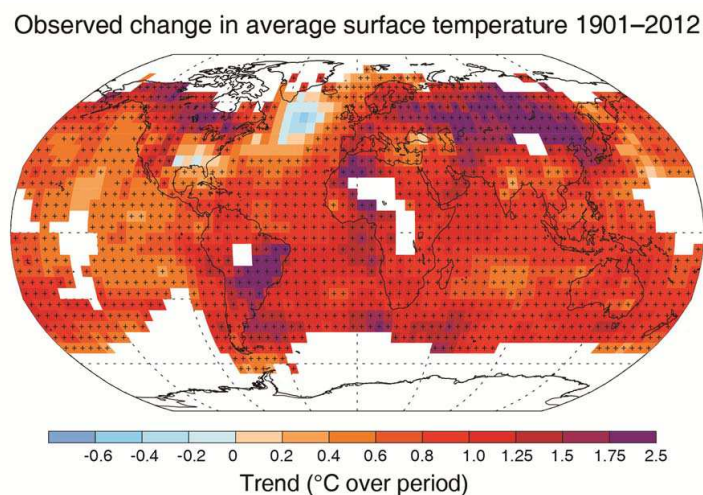 Observed change in average surface temperature 1901–2012
-0.6 -0.4 -0.2 0 0.2 0.4 0.6 0.8 1.0 1.25 1.5 1.75 2.5
Trend (°C over period)